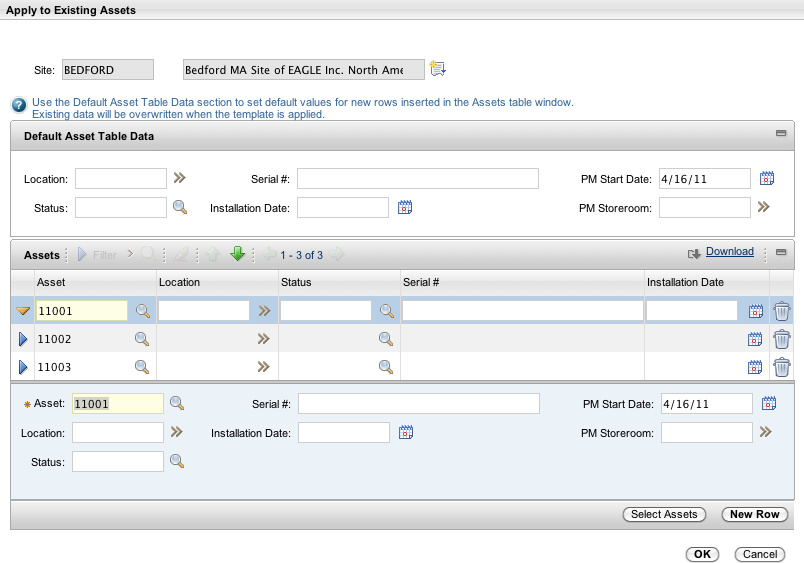 Apply to Existing Assets
Site: BEDFORD Bedford MA Site of EAGLE Inc. North Ame
Use the Default Asset Table Data section to set default values for new rows inserted in the Assets table window.
Existing data will be overwritten when the template is applied.
Default Asset Table Data
Location: Serial #: PM Start Date: 4/16/11
Status: Installation Date: PM Storeroom:
Assets Filter 1 - 3 of 3 Download
Asset Location Status Serial # Installation Date
11001
11002
11003
Asset: 11001 Serial #: PM Start Date: 4/16/11
Location: Installation Date: PM Storeroom:
Status:
Select Assets New Row
OK Cancel